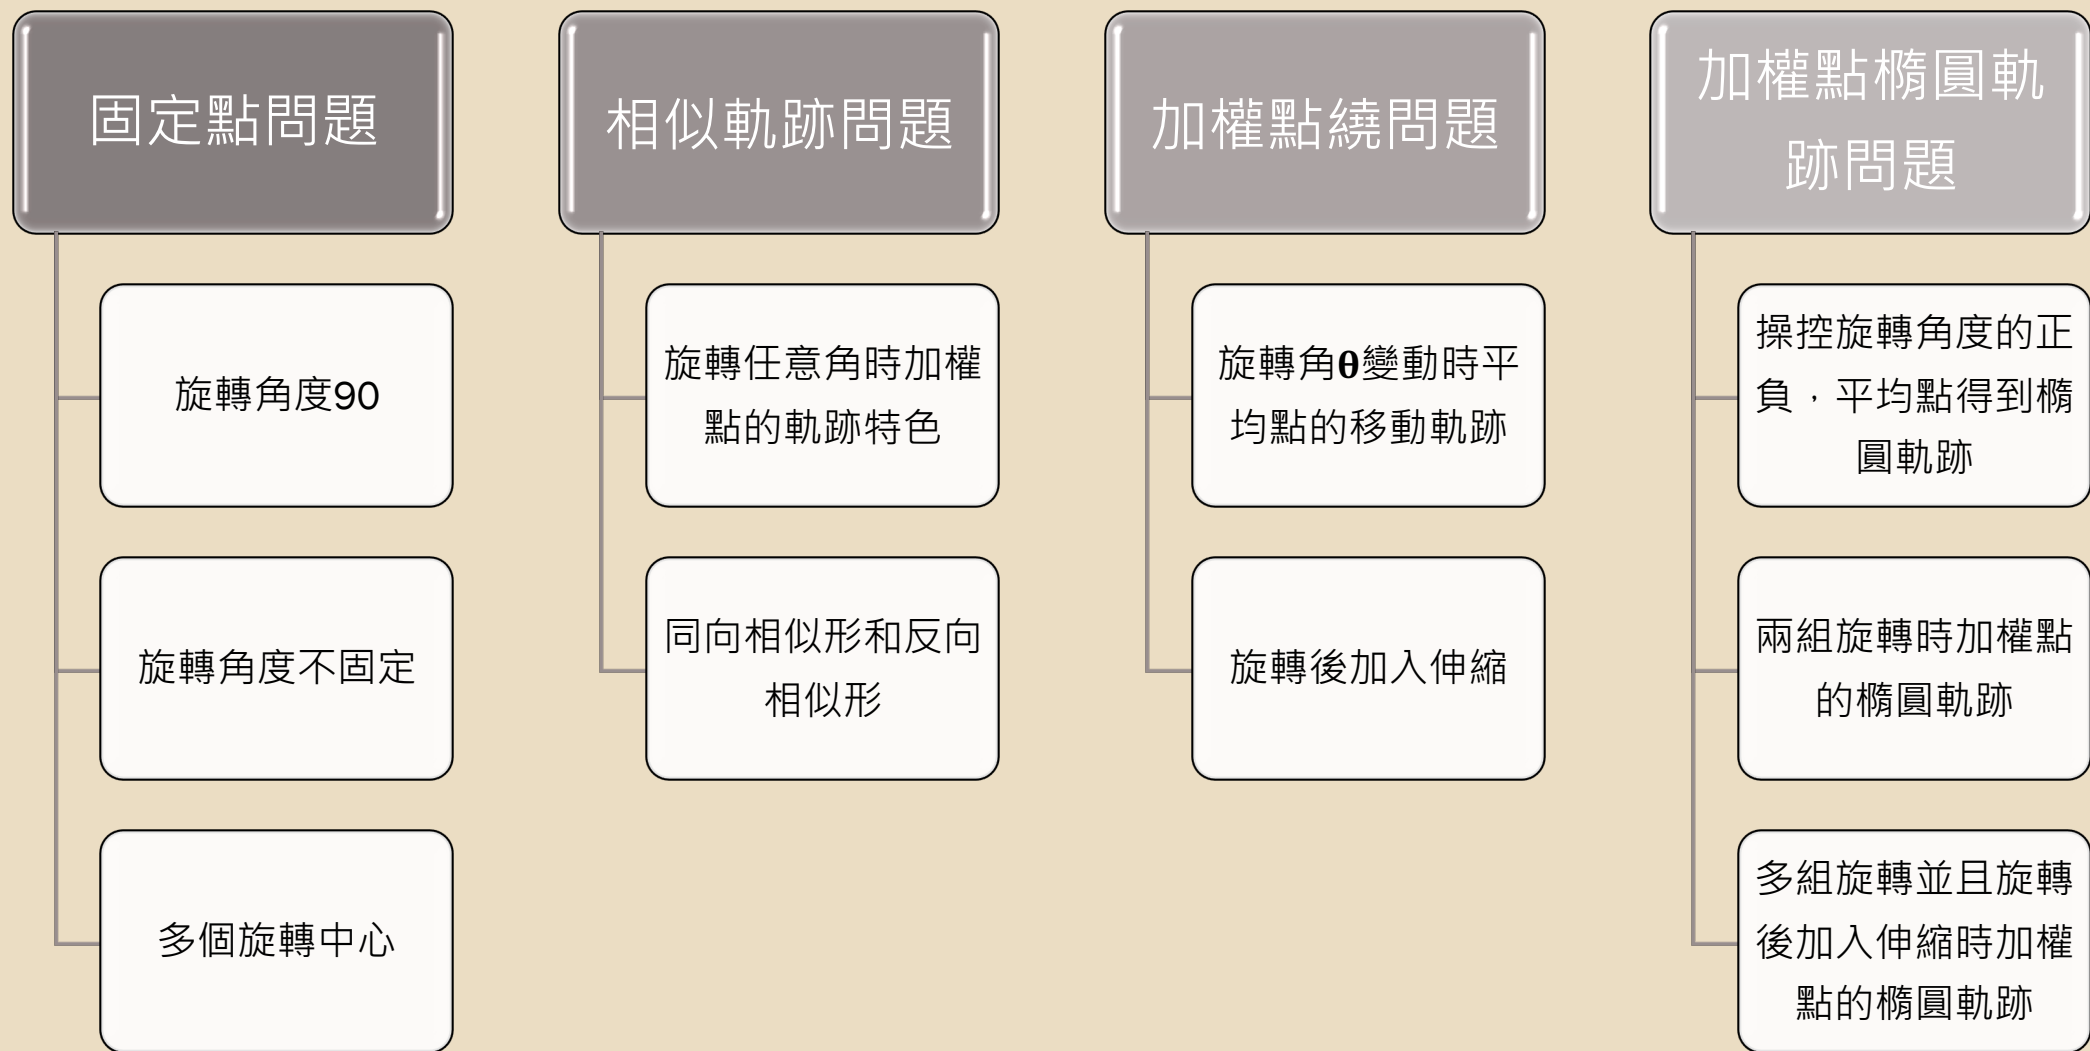 固定點問題
旋轉角度90
旋轉角度不固定
多個旋轉中心
相似軌跡問題
旋轉任意角時加權
點的軌跡特色
同向相似形和反向
相似形
加權點繞問題
旋轉角θ變動時平
均點的移動軌跡
旋轉後加入伸縮
加權點橢圓軌
跡問題
操控旋轉角度的正
負，平均點得到橢
圓軌跡
兩組旋轉時加權點
的橢圓軌跡
多組旋轉並且旋轉
後加入伸縮時加權
點的橢圓軌跡